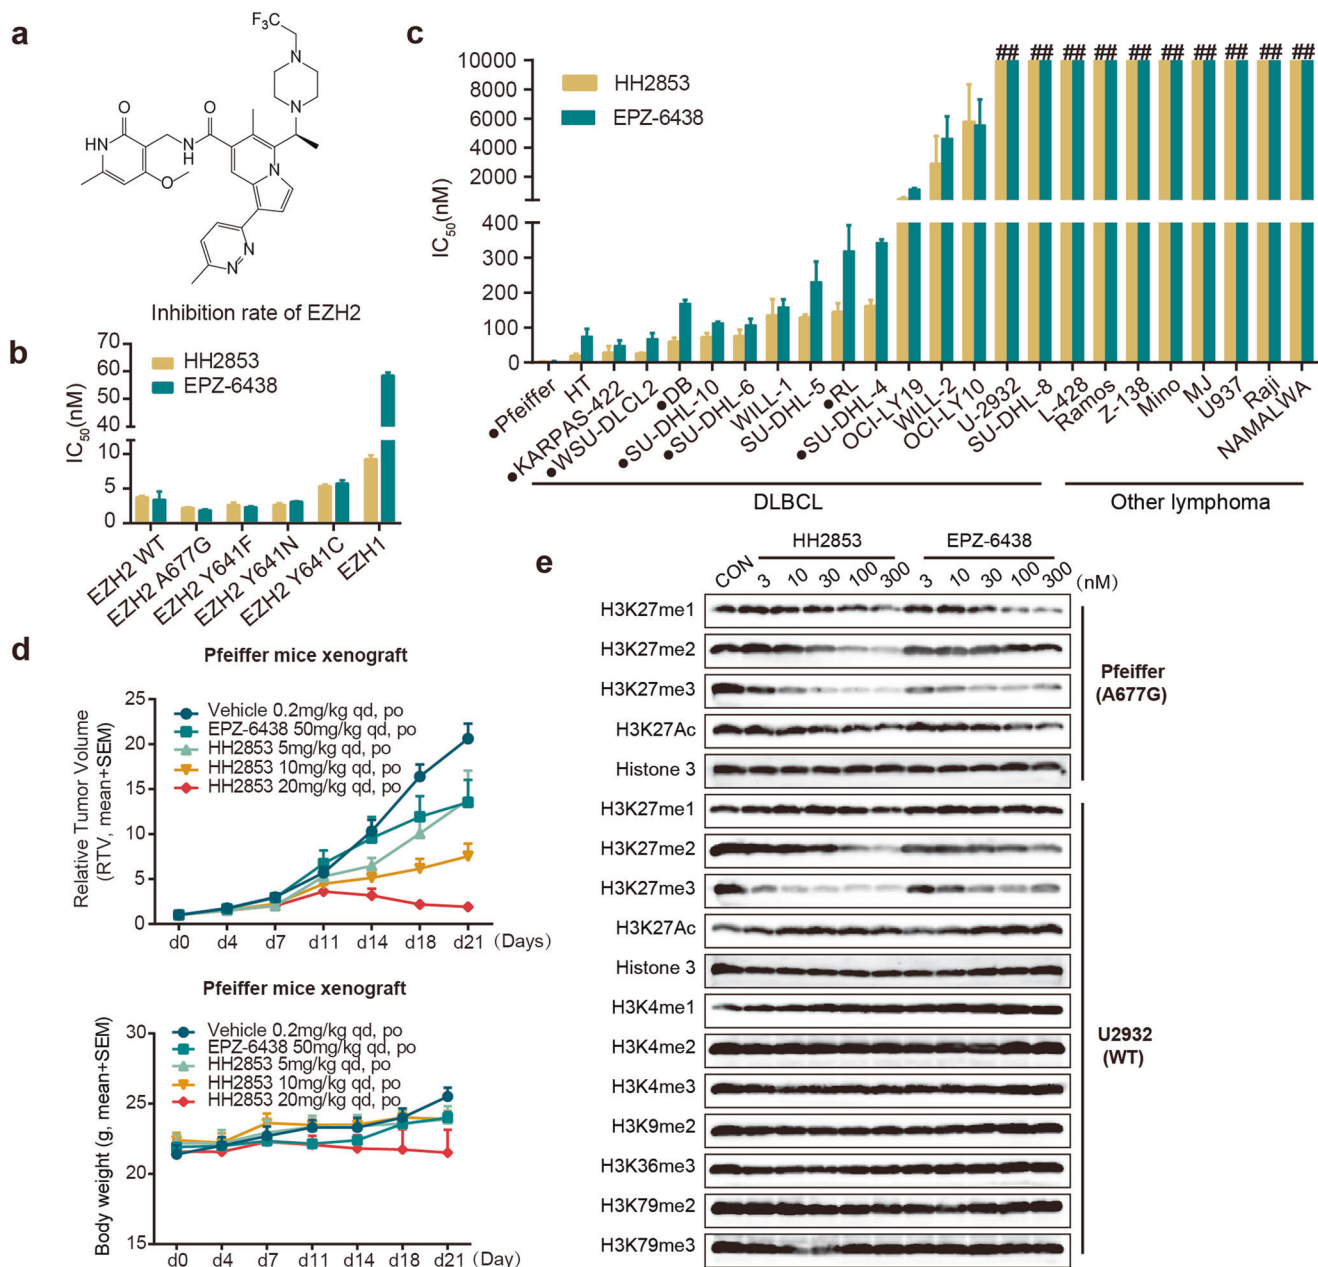 a
F₃C
N
N
O
O
HN
N
H
N
O
N
N
Inhibition rate of EZH2
b
IC₅₀(nM)
70
60
50
40
10
5
0
HH2853
EPZ-6438
EZH2 WT
EZH2 A677G
EZH2 Y641F
EZH2 Y641N
EZH2 Y641C
EZH1
c
IC₅₀(nM)
10000
8000
6000
4000
2000
400
300
200
100
0
HH2853
EPZ-6438
## ## ## ## ## ## ## ## ## ##
●Pfeiffer
HT
●KARPAS-422
●WSU-DLCL2
●DB
●SU-DHL-10
●SU-DHL-6
WILL-1
SU-DHL-5
●RL
●SU-DHL-4
OCI-LY19
WILL-2
OCI-LY10
U-2932
SU-DHL-8
L-428
Ramos
Z-138
Mino
MJ
U937
Raji
NAMALWA
DLBCL
Other lymphoma
d
Pfeiffer mice xenograft
Relative Tumor Volume
(RTV, mean+SEM)
25
20
15
10
5
0
Vehicle 0.2mg/kg qd, po
EPZ-6438 50mg/kg qd, po
HH2853 5mg/kg qd, po
HH2853 10mg/kg qd, po
HH2853 20mg/kg qd, po
d0 d4 d7 d11 d14 d18 d21 (Days)
Pfeiffer mice xenograft
Body weight (g, mean+SEM)
30
25
20
15
Vehicle 0.2mg/kg qd, po
EPZ-6438 50mg/kg qd, po
HH2853 5mg/kg qd, po
HH2853 10mg/kg qd, po
HH2853 20mg/kg qd, po
d0 d4 d7 d11 d14 d18 d21 (Day)
e
HH2853 EPZ-6438
CON 3 10 30 100 300 3 10 30 100 300 (nM)
H3K27me1
H3K27me2
H3K27me3
H3K27Ac
Histone 3
Pfeiffer
(A677G)
H3K27me1
H3K27me2
H3K27me3
H3K27Ac
Histone 3
H3K4me1
H3K4me2
H3K4me3
H3K9me2
H3K36me3
H3K79me2
H3K79me3
U2932
(WT)